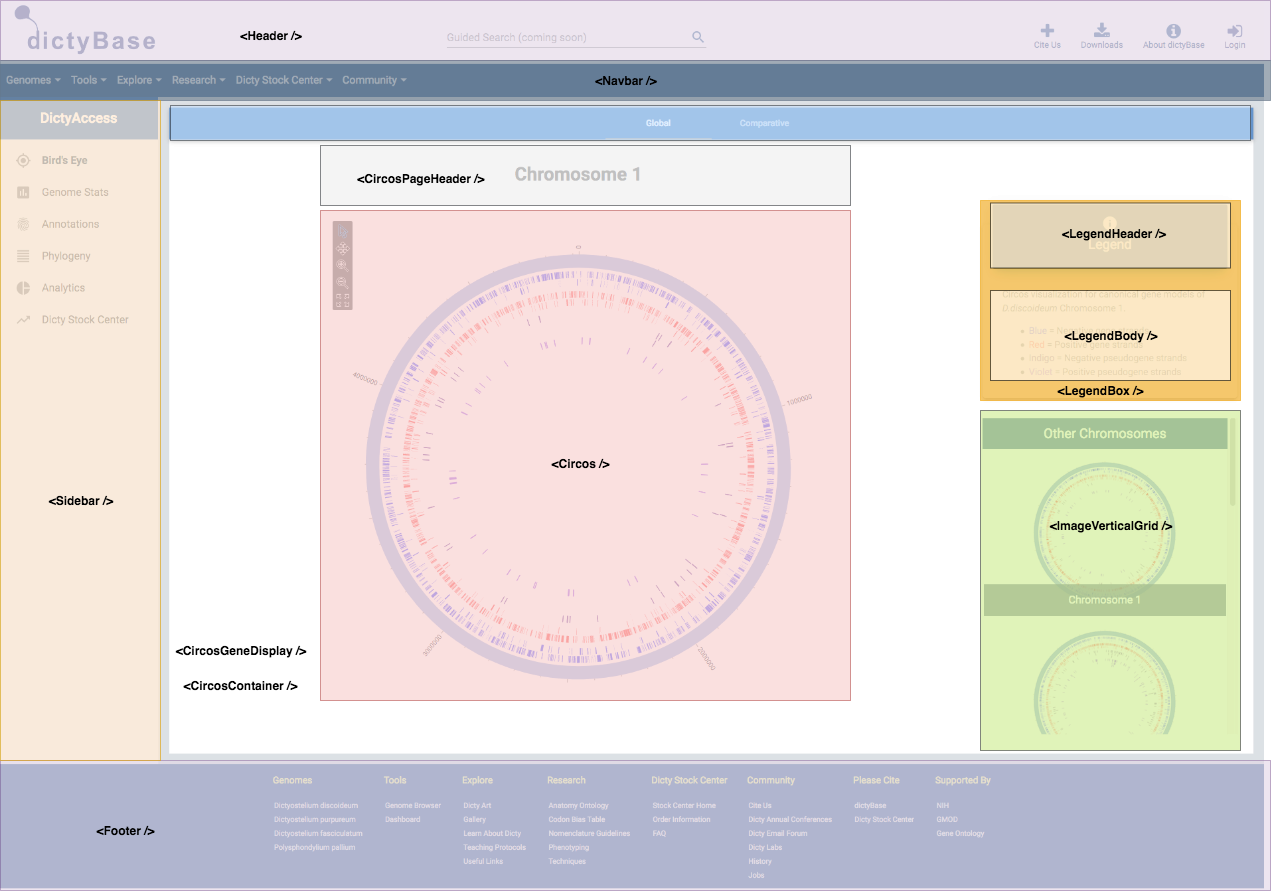 dictyBase
<Header />
Guided Search (coming soon)
Cite Us
Downloads
About dictyBase
Login
Genomes
Tools
Explore
Research
Dicty Stock Center
Community
<Navbar />
DictyAccess
Global
Comparative
Bird's Eye
Genome Stats
Annotations
Phylogeny
Analytics
Dicty Stock Center
<Sidebar />
<CircosPageHeader />
Chromosome 1
0
1000000
2000000
3000000
4000000
<Circos />
<CircosGeneDisplay />
<CircosContainer />
<LegendHeader />
Legend
Circos visualization for canonical gene models of
D.discoideum Chromosome 1.
Blue = Negative
Red = Positive gene strands
Indigo = Negative pseudogene strands
Violet = Positive pseudogene strands
<LegendBody />
<LegendBox />
Other Chromosomes
<ImageVerticalGrid />
Chromosome 1
<Footer />
Genomes
Dictyostelium discoideum
Dictyostelium purpureum
Dictyostelium fasciculatum
Polysphondylium pallium
Tools
Genome Browser
Dashboard
Explore
Dicty Art
Gallery
Learn About Dicty
Teaching Protocols
Useful Links
Research
Anatomy Ontology
Codon Bias Table
Nomenclature Guidelines
Phenotyping
Techniques
Dicty Stock Center
Stock Center Home
Order Information
FAQ
Community
Cite Us
Dicty Annual Conferences
Dicty Email Forum
Dicty Labs
History
Jobs
Please Cite
dictyBase
Dicty Stock Center
Supported By
NIH
GMOD
Gene Ontology